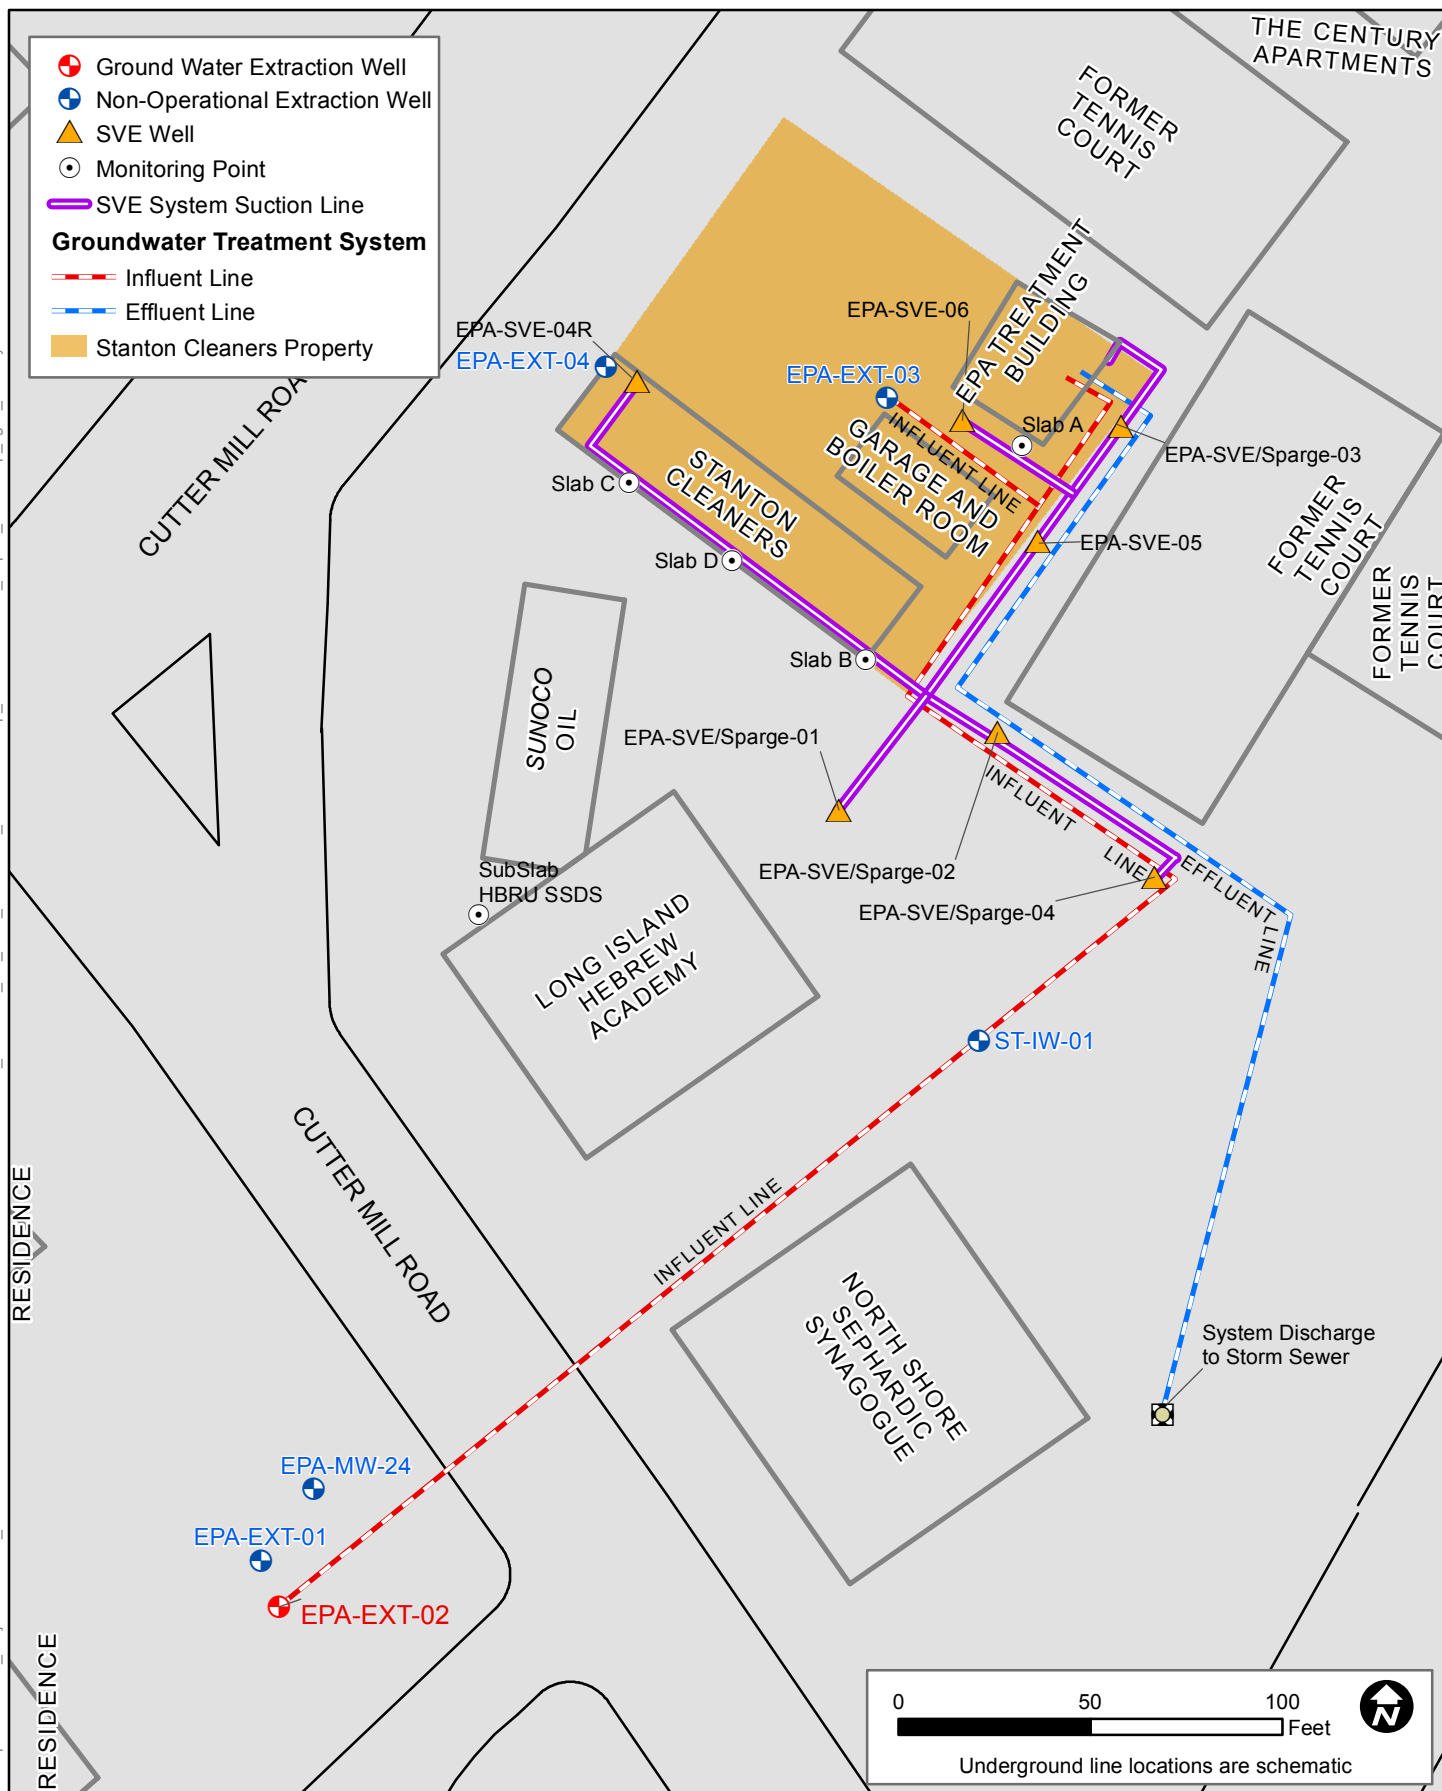 THE CENTURY
APARTMENTS
Ground Water Extraction Well
Non-Operational Extraction Well
SVE Well
Monitoring Point
SVE System Suction Line
Groundwater Treatment System
Influent Line
Effluent Line
Stanton Cleaners Property
FORMER
TENNIS
COURT
EPA TREATMENT
BUILDING
EPA-SVE-06
EPA-SVE-04R
EPA-EXT-04
EPA-EXT-03
CUTTER MILL ROA
INFLUENT LINE
GARAGE AND
BOILER ROOM
Slab A
EPA-SVE/Sparge-03
STANTON
CLEANERS
Slab C
Slab D
EPA-SVE-05
FORMER
TENNIS
COURT
FORMER
TENNIS
COURT
Slab B
SUNOCO
OIL
EPA-SVE/Sparge-01
INFLUENT
LINE
EPA-SVE/Sparge-02
EPA-SVE/Sparge-04
EFFLUENT
LINE
SubSlab
HBRU SSDS
LONG ISLAND
HEBREW
ACADEMY
ST-IW-01
CUTTER MILL ROAD
RESIDENCE
INFLUENT LINE
NORTH SHORE
SEPHARDIC
SYNAGOGUE
System Discharge
to Storm Sewer
EPA-MW-24
EPA-EXT-01
EPA-EXT-02
RESIDENCE
0 50 100
Feet
N
Underground line locations are schematic